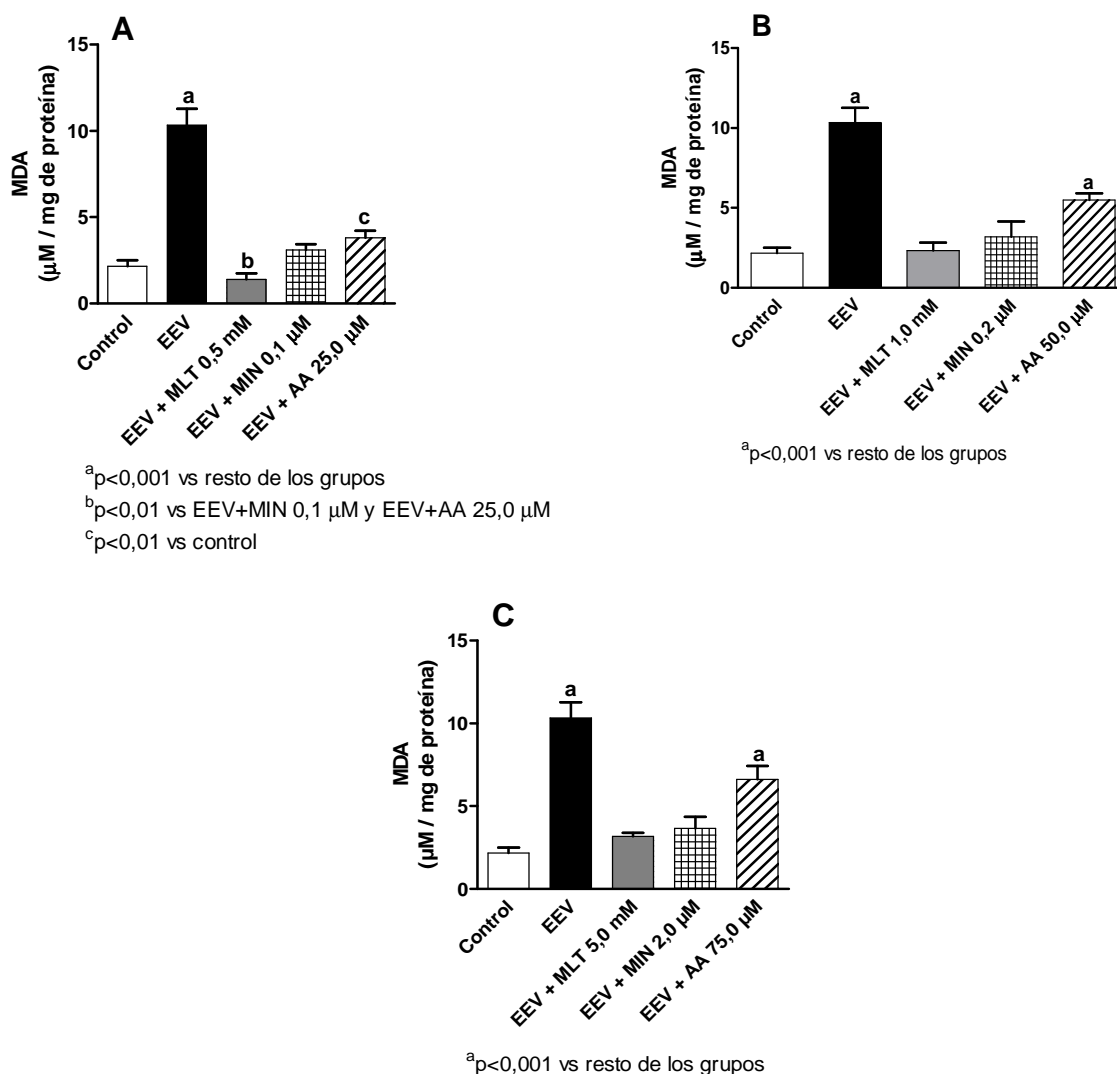 A
MDA
(µM / mg de proteína)
15
10
5
0
a
b
c
Control
EEV
EEV + MLT 0,5 mM
EEV + MIN 0,1 µM
EEV + AA 25,0 µM
ap<0,001 vs resto de los grupos
bp<0,01 vs EEV+MIN 0,1 µM y EEV+AA 25,0 µM
cp<0,01 vs control
B
MDA
(µM / mg de proteína)
15
10
5
0
a
a
Control
EEV
EEV + MLT 1,0 mM
EEV + MIN 0,2 µM
EEV + AA 50,0 µM
ap<0,001 vs resto de los grupos
C
MDA
(µM / mg de proteína)
15
10
5
0
a
a
Control
EEV
EEV + MLT 5,0 mM
EEV + MIN 2,0 µM
EEV + AA 75,0 µM
ap<0,001 vs resto de los grupos